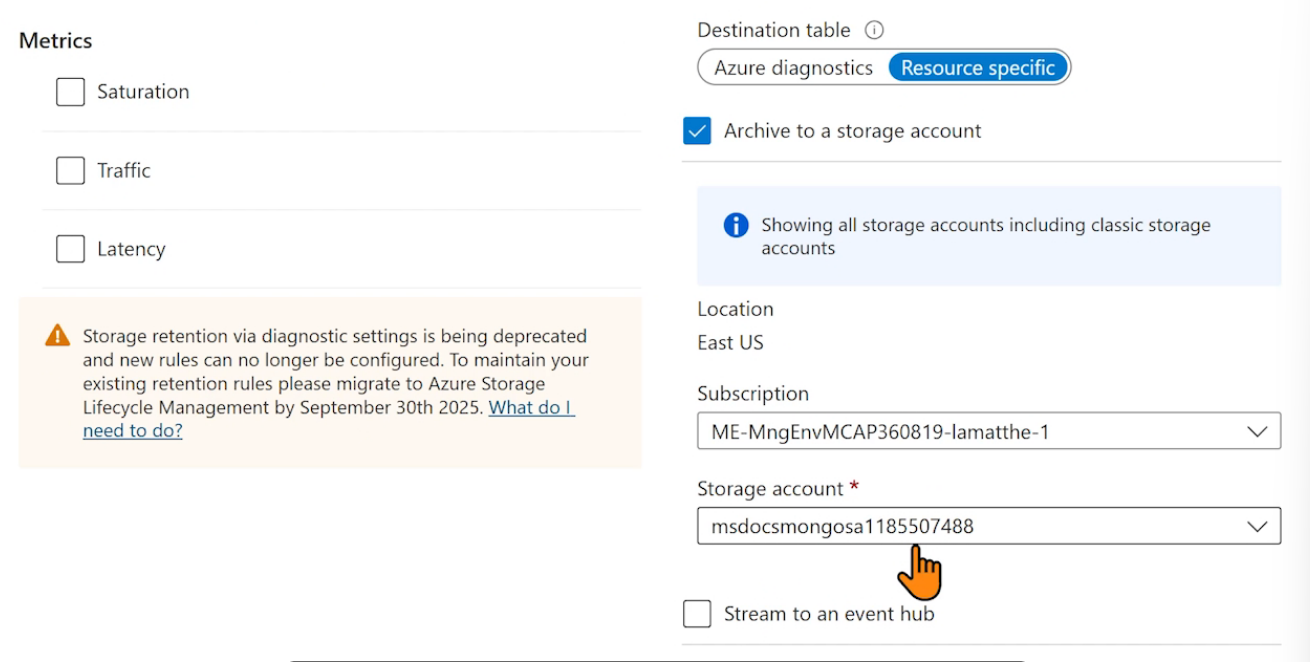 Metrics
Saturation
Traffic
Latency
Storage retention via diagnostic settings is being deprecated
and new rules can no longer be configured. To maintain your
existing retention rules please migrate to Azure Storage
Lifecycle Management by September 30th 2025. What do I
need to do?
Destination table
Azure diagnostics Resource specific
Archive to a storage account
Showing all storage accounts including classic storage
accounts
Location
East US
Subscription
ME-MngEnvMCAP360819-lamatthe-1
Storage account *
msdocsmongosa1185507488
Stream to an event hub